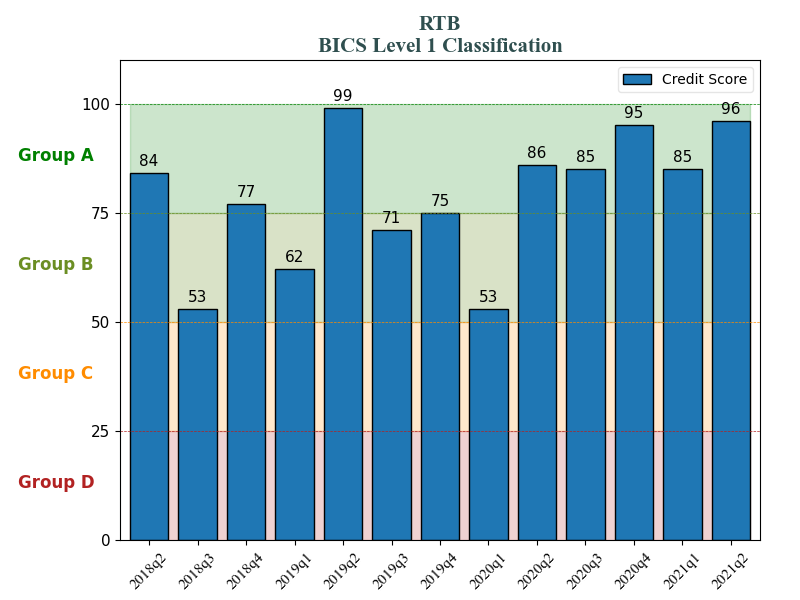 RTB
BICS Level 1 Classification
Credit Score
100
75
50
25
0
Group A
Group B
Group C
Group D
84
53
77
62
99
71
75
53
86
85
95
85
96
2018q2
2018q3
2018q4
2019q1
2019q2
2019q3
2019q4
2020q1
2020q2
2020q3
2020q4
2021q1
2021q2